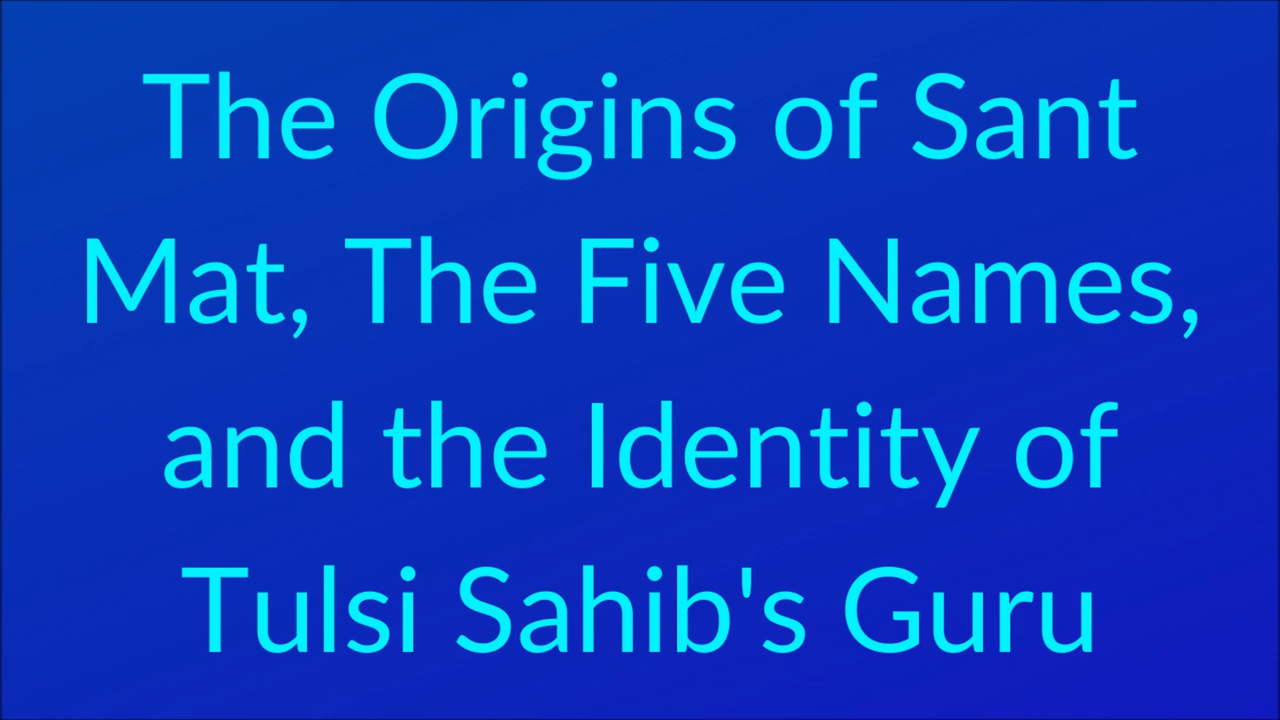 The Origins of Sant
Mat, The Five Names,
and the Identity of
Tulsi Sahib's Guru